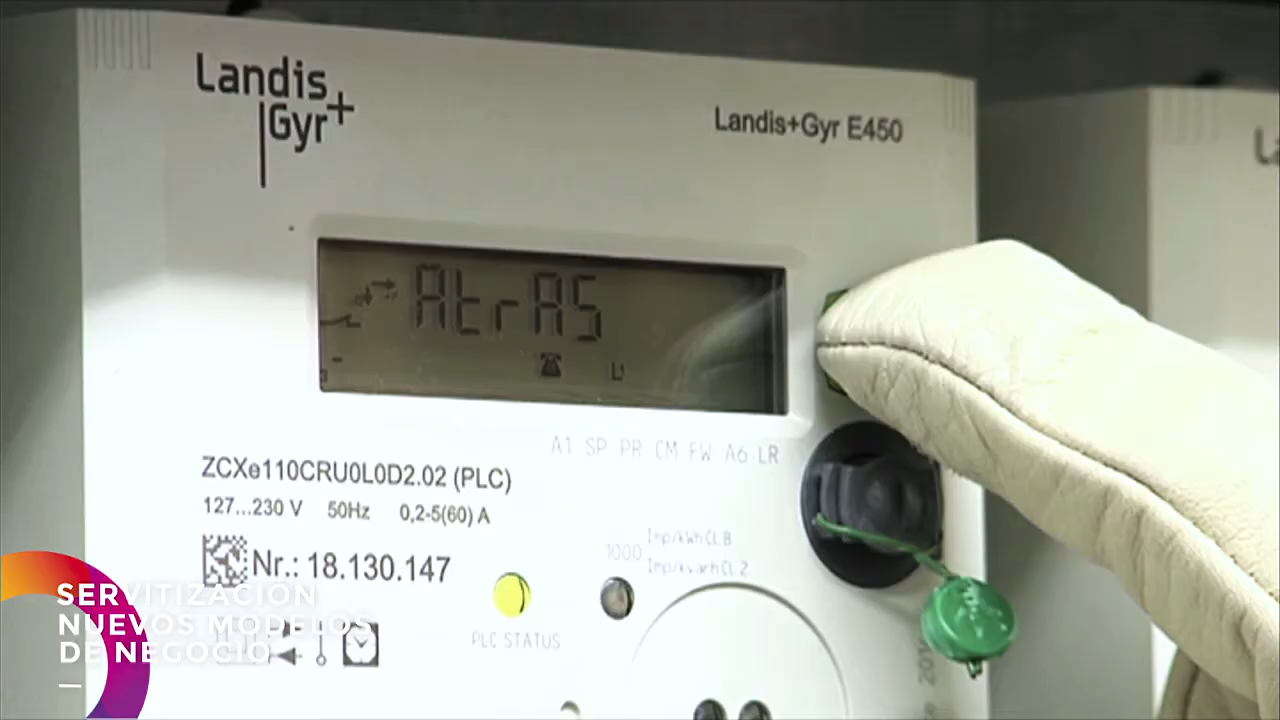 Landis
Gyr+
Landis+Gyr E450
AtrAS
A1 SP PR CM FW A6 LR
ZCXe110CRU0L0D2.02 (PLC)
127...230 V 50Hz 0,2-5(60) A
Imp/kWh Cl.B
1000
Imp/kvarh Cl.2
Nr.: 18.130.147
PLC STATUS
SERVITIZACIÓN
NUEVOS MODELOS
DE NEGOCIO